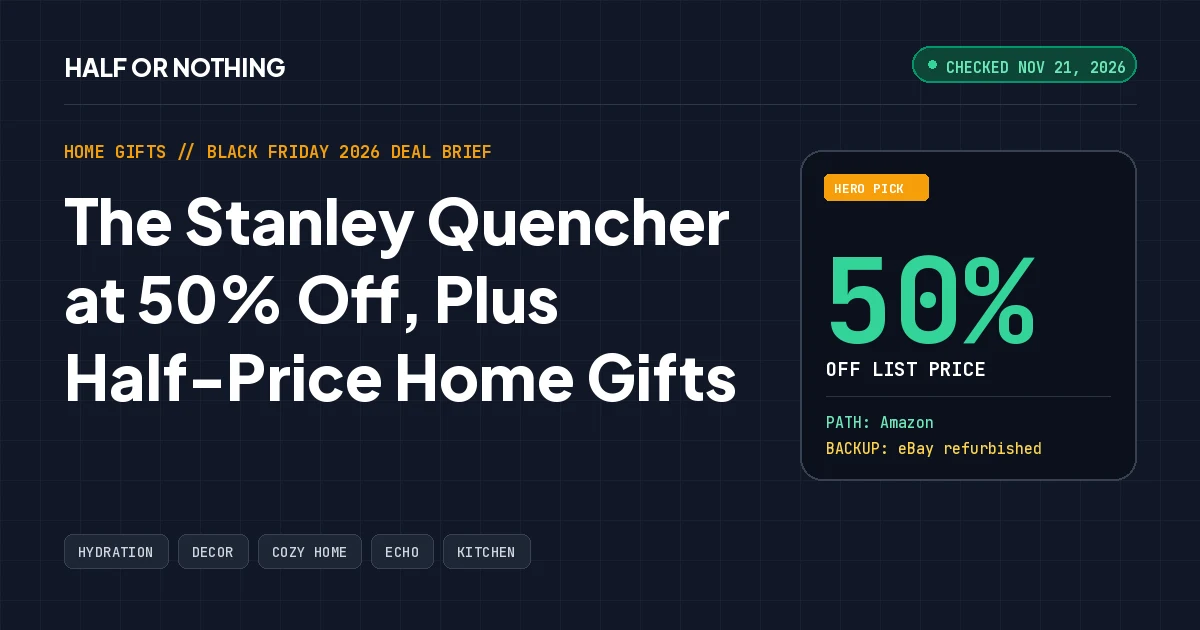 HALF OR NOTHING
CHECKED NOV 21, 2026
HOME GIFTS // BLACK FRIDAY 2026 DEAL BRIEF
The Stanley Quencher
at 50% Off, Plus
Half-Price Home Gifts
HERO PICK
50%
OFF LIST PRICE
PATH: Amazon
BACKUP: eBay refurbished
HYDRATION
DECOR
COZY HOME
ECHO
KITCHEN